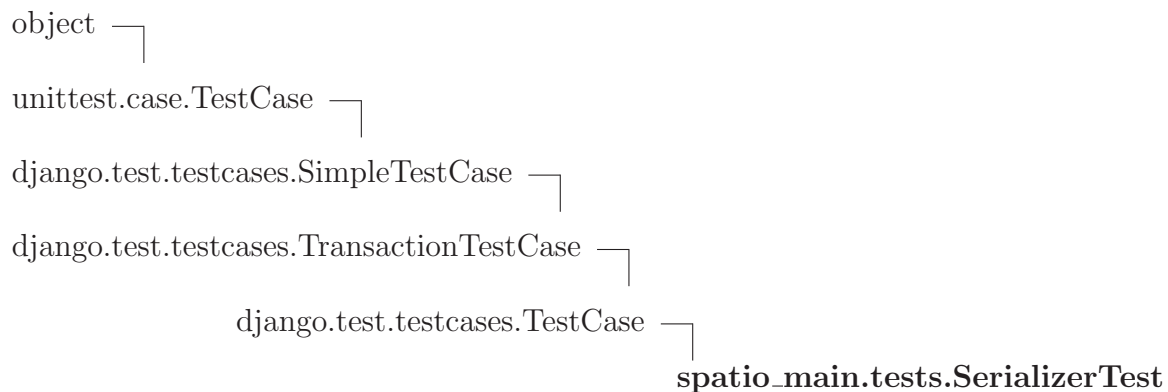 object
unittest.case.TestCase
django.test.testcases.SimpleTestCase
django.test.testcases.TransactionTestCase
django.test.testcases.TestCase
spatio_main.tests.SerializerTest